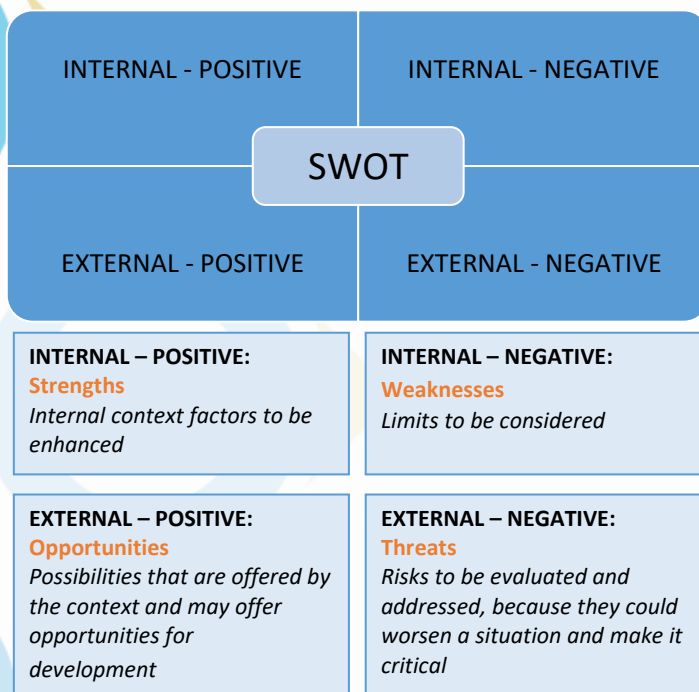 INTERNAL - POSITIVE
INTERNAL - NEGATIVE
SWOT
EXTERNAL - POSITIVE
EXTERNAL - NEGATIVE
INTERNAL – POSITIVE:
Strengths
Internal context factors to be
enhanced
INTERNAL – NEGATIVE:
Weaknesses
Limits to be considered
EXTERNAL – POSITIVE:
Opportunities
Possibilities that are offered by
the context and may offer
opportunities for
development
EXTERNAL – NEGATIVE:
Threats
Risks to be evaluated and
addressed, because they could
worsen a situation and make it
critical